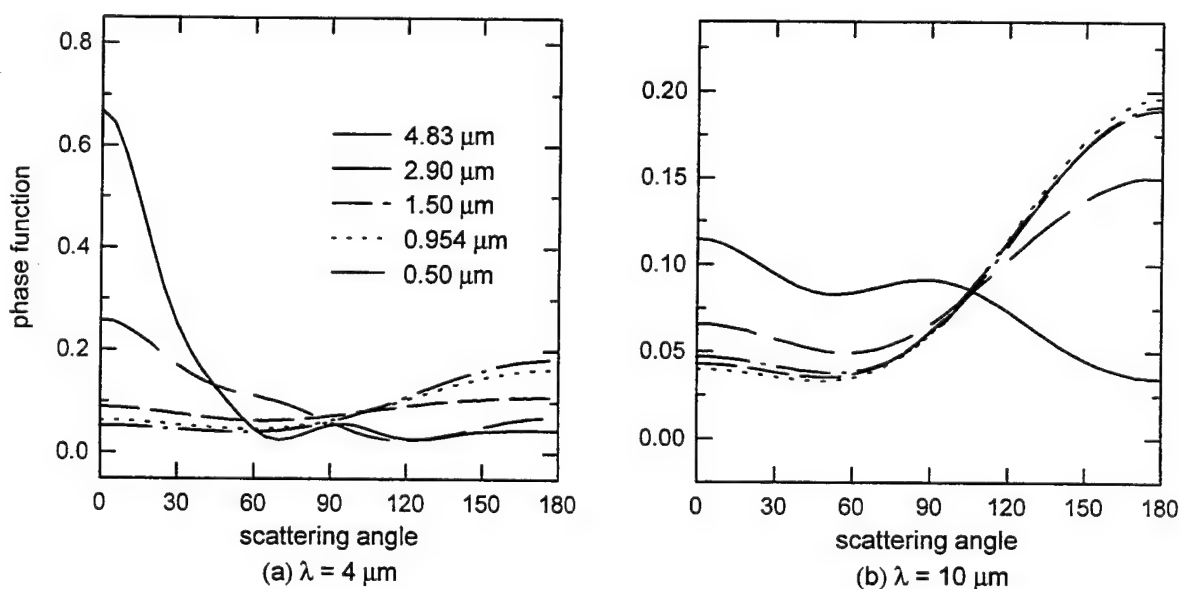 0.8
0.6
0.4
0.2
0.0
phase function
4.83 µm
2.90 µm
1.50 µm
0.954 µm
0.50 µm
0 30 60 90 120 150 180
scattering angle
(a) λ = 4 µm
0.20
0.15
0.10
0.05
0.00
0 30 60 90 120 150 180
scattering angle
(b) λ = 10 µm